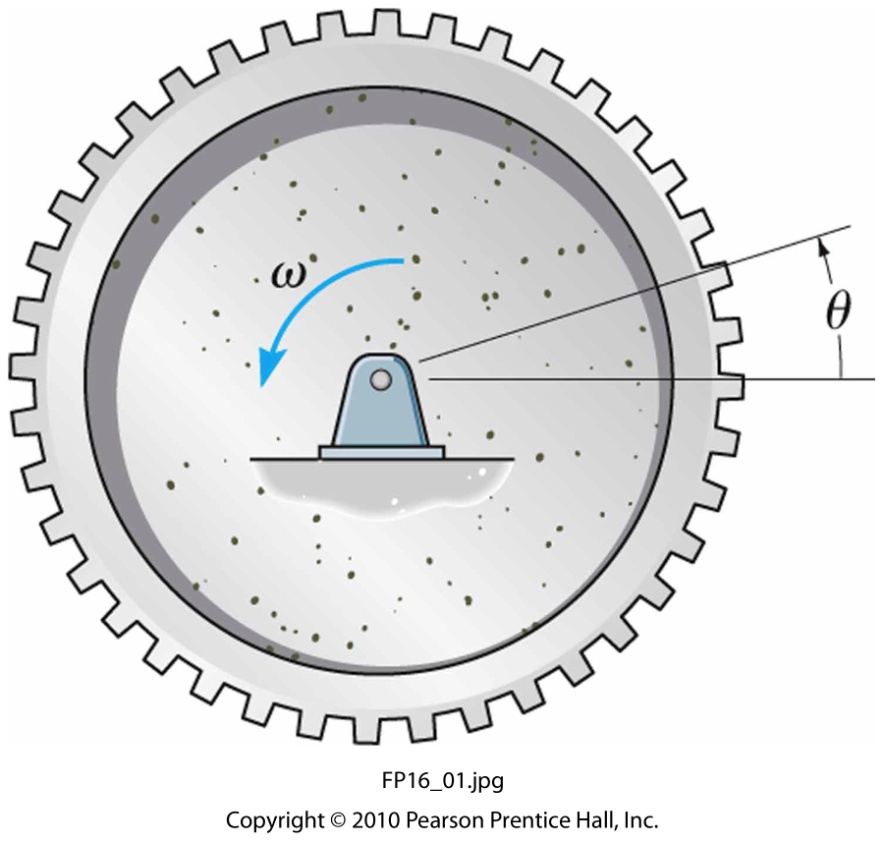 ω
θ
FP16_01.jpg
Copyright © 2010 Pearson Prentice Hall, Inc.